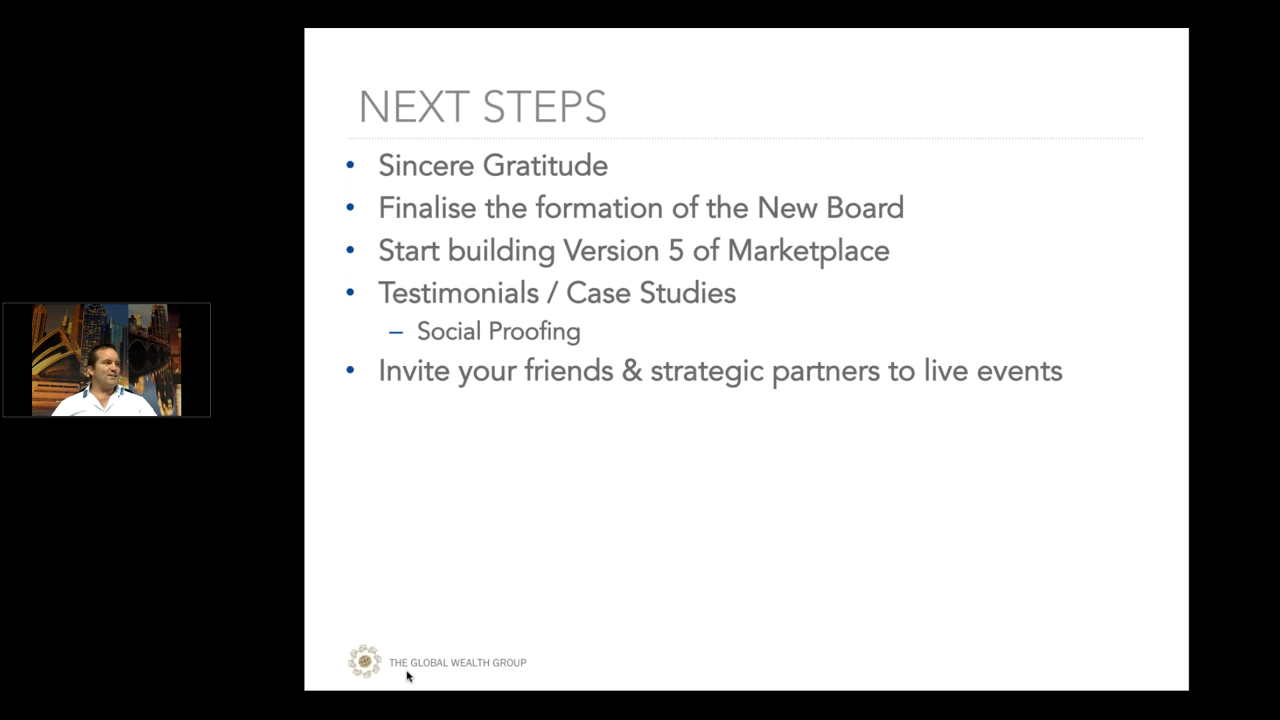 NEXT STEPS
• Sincere Gratitude
• Finalise the formation of the New Board
• Start building Version 5 of Marketplace
• Testimonials / Case Studies
– Social Proofing
• Invite your friends & strategic partners to live events
THE GLOBAL WEALTH GROUP